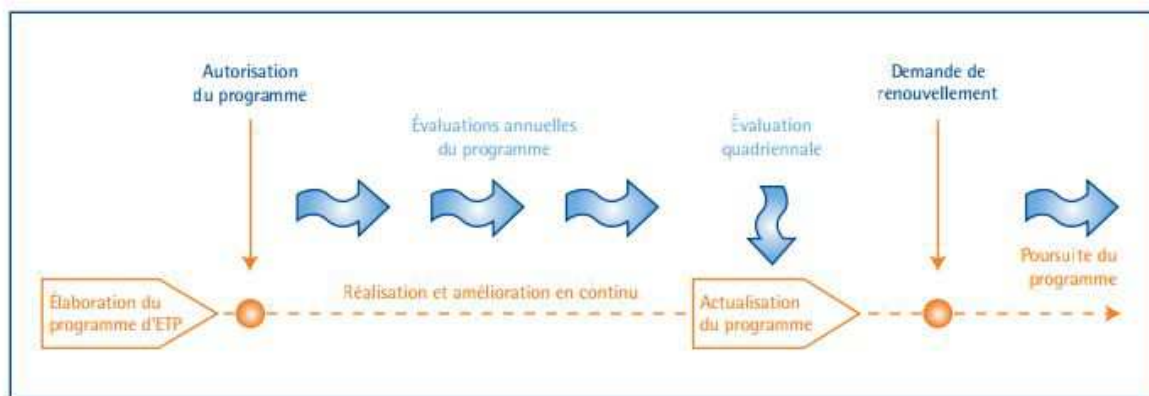 Autorisation
du programme
Demande de
renouvellement
Évaluations annuelles
du programme
Évaluation
quadriennale
Poursuite du
programme
Élaboration du
programme d'ETP
Réalisation et amélioration en continu
Actualisation
du programme